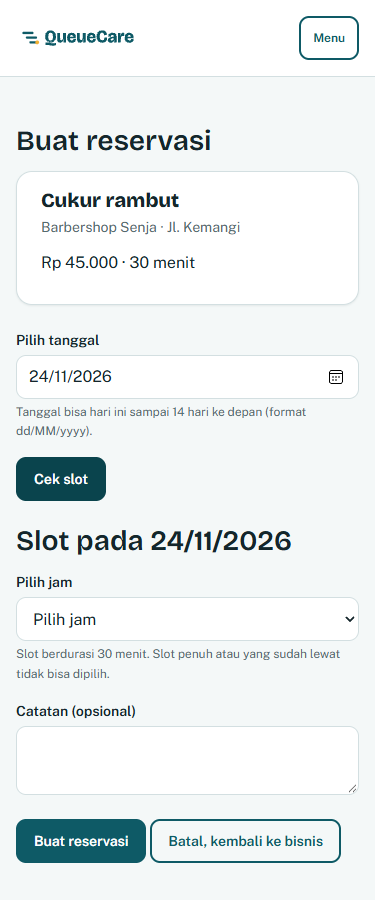 QueueCare
Menu
Buat reservasi
Cukur rambut
Barbershop Senja · Jl. Kemangi
Rp 45.000 · 30 menit
Pilih tanggal
24/11/2026
Tanggal bisa hari ini sampai 14 hari ke depan (format
dd/MM/yyyy).
Cek slot
Slot pada 24/11/2026
Pilih jam
Pilih jam
Slot berdurasi 30 menit. Slot penuh atau yang sudah lewat
tidak bisa dipilih.
Catatan (opsional)
Buat reservasi
Batal, kembali ke bisnis